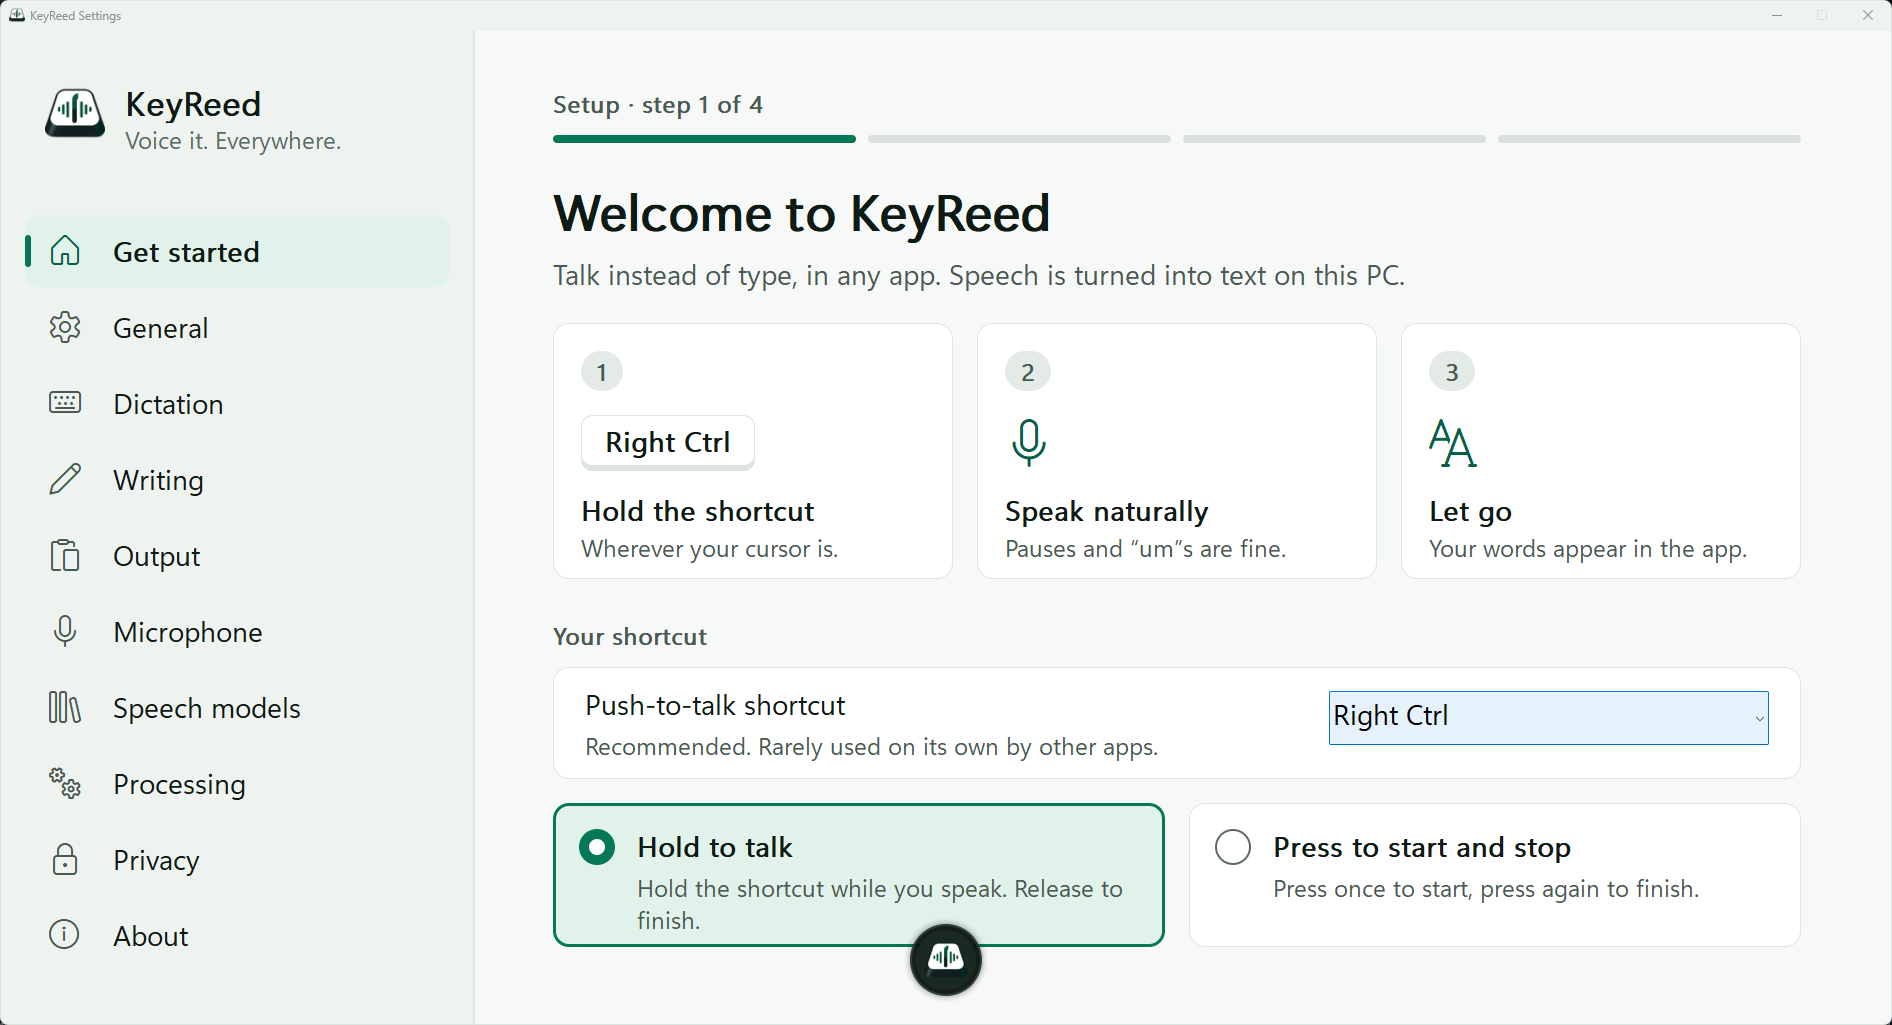 KeyReed Settings
KeyReed
Voice it. Everywhere.
Get started
General
Dictation
Writing
Output
Microphone
Speech models
Processing
Privacy
About
Setup · step 1 of 4
Welcome to KeyReed
Talk instead of type, in any app. Speech is turned into text on this PC.
1
Right Ctrl
Hold the shortcut
Wherever your cursor is.
2
Speak naturally
Pauses and “um”s are fine.
3
AA
Let go
Your words appear in the app.
Your shortcut
Push-to-talk shortcut
Recommended. Rarely used on its own by other apps.
Right Ctrl
Hold to talk
Hold the shortcut while you speak. Release to
finish.
Press to start and stop
Press once to start, press again to finish.